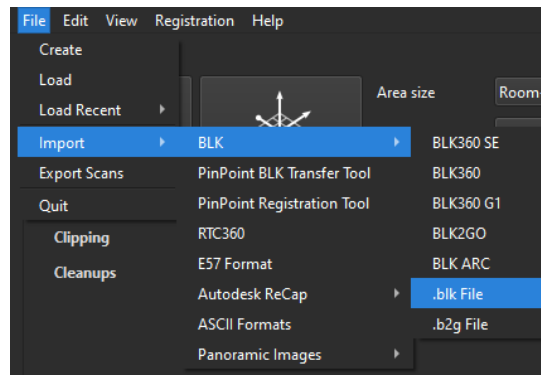 File Edit View Registration Help
Create
Load
Load Recent
Import
Export Scans
Quit
Clipping
Cleanups
Area size
Room
BLK
PinPoint BLK Transfer Tool
PinPoint Registration Tool
RTC360
E57 Format
Autodesk ReCap
ASCII Formats
Panoramic Images
BLK360 SE
BLK360
BLK360 G1
BLK2GO
BLK ARC
.blk File
.b2g File